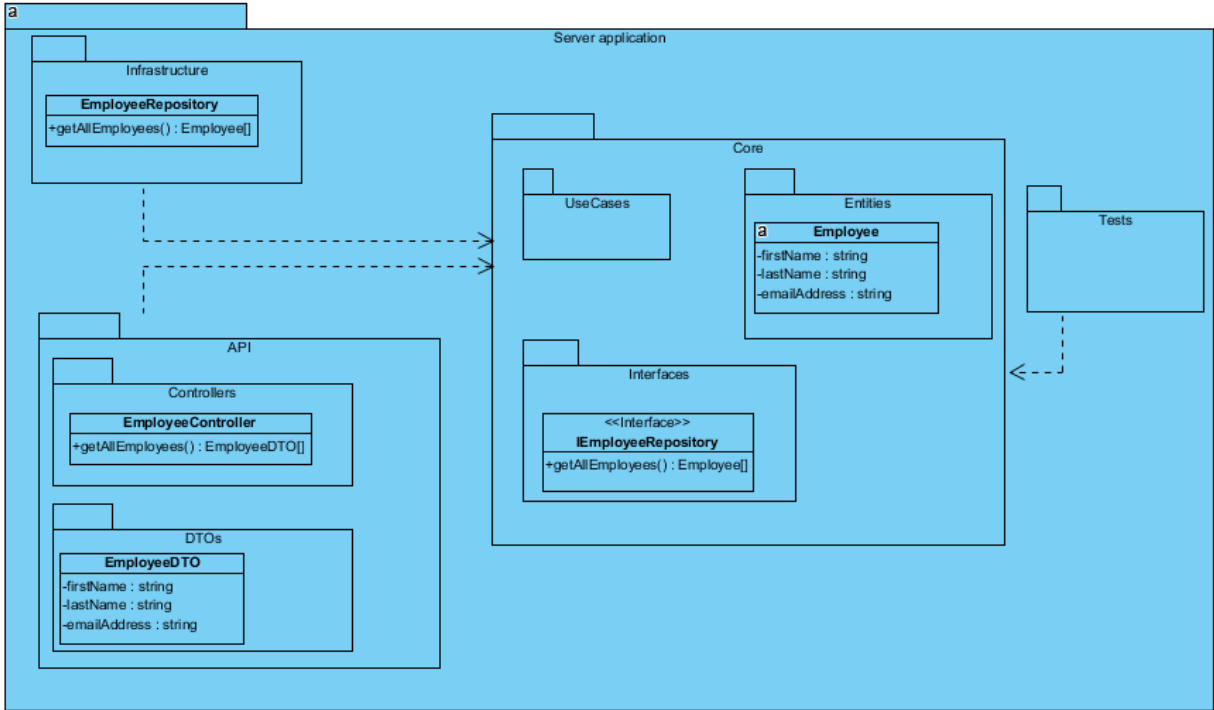 a
Server application
Infrastructure
EmployeeRepository
+getAllEmployees() : Employee[]
Core
UseCases
Entities
a
Employee
-firstName : string
-lastName : string
-emailAddress : string
Tests
API
Controllers
EmployeeController
+getAllEmployees() : EmployeeDTO[]
Interfaces
<<Interface>>
IEmployeeRepository
+getAllEmployees() : Employee[]
DTOs
EmployeeDTO
-firstName : string
-lastName : string
-emailAddress : string